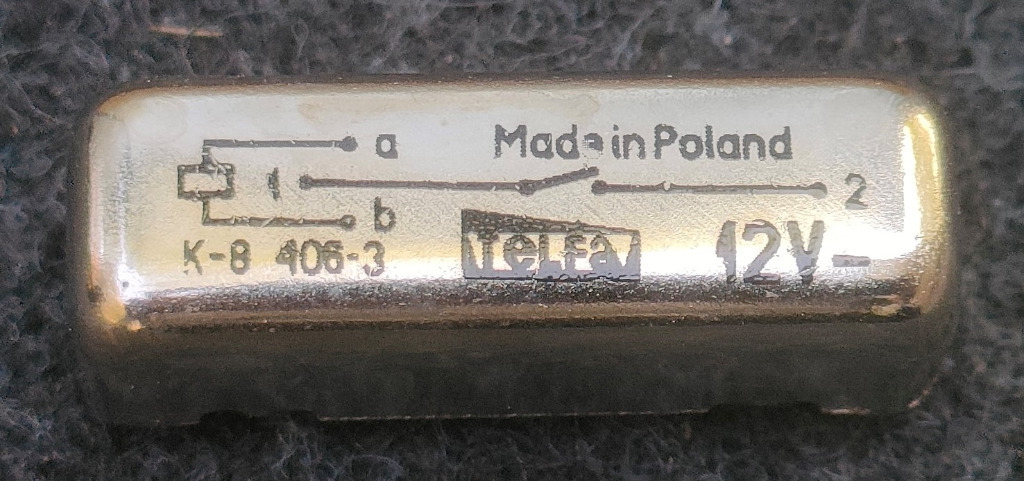 a
Made in Poland
1
2
b
K-8 406-3
TELFA
12V-